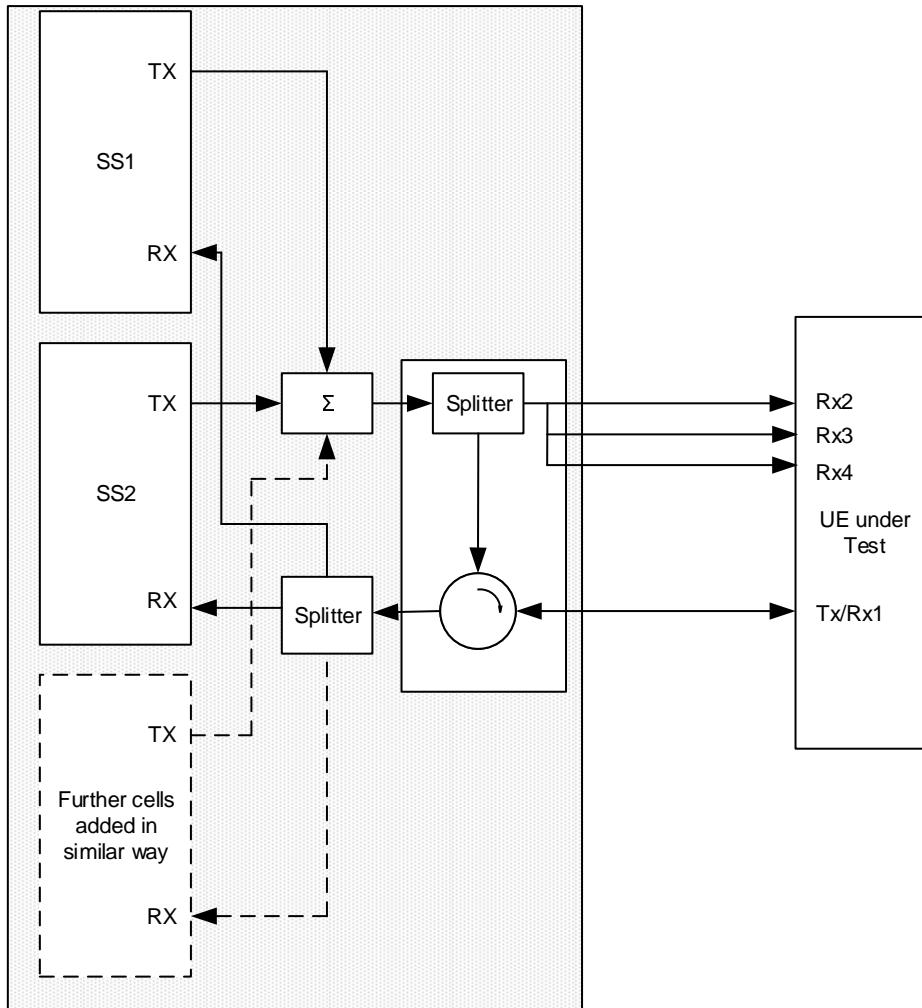 TX
SS1
RX
TX
SS2
RX
TX
Further cells
added in
similar way
RX
Σ
Splitter
Splitter
Rx2
Rx3
Rx4
UE under
Test
Tx/Rx1